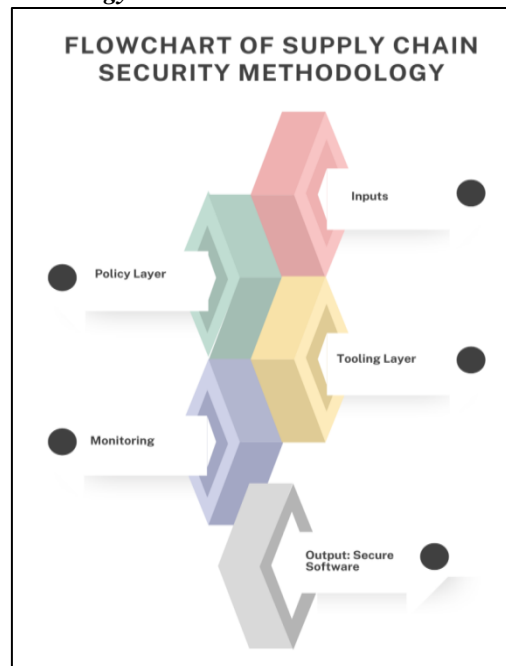 FLOWCHART OF SUPPLY CHAIN
SECURITY METHODOLOGY
Inputs
Policy Layer
Tooling Layer
Monitoring
Output: Secure
Software